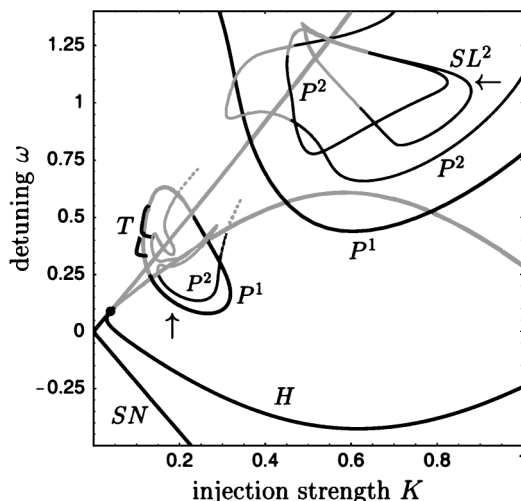 1.25
1
0.75
0.5
0.25
0
-0.25
detuning ω
SL²
P²
P²
P¹
T
P²
P¹
H
SN
0.2
0.4
0.6
0.8
1
injection strength K